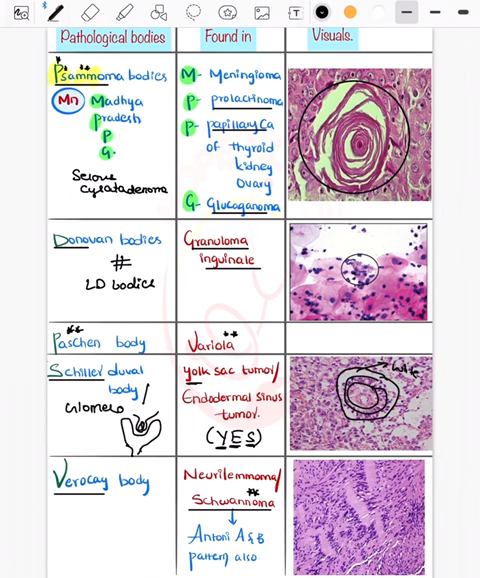 Pathological bodies
Found in
Visuals.
Psammoma bodies
Mn Madhya
pradesh
P
G
Serous
cystadenoma
M- Meningioma
P- prolactinoma
P- papillary Ca
of thyroid
kidney
Ovary
G- Glucoganoma
Donovan bodies
#
LD bodies
Granuloma
inguinale
Paschen body
Variola**
Schiller duval
body/
Glomero
yolk sac tumor/
Endodermal sinus
tumor.
(YES)
Verocay body
Neurilemmoma/
Schwannoma**
Antoni A & B
pattern also